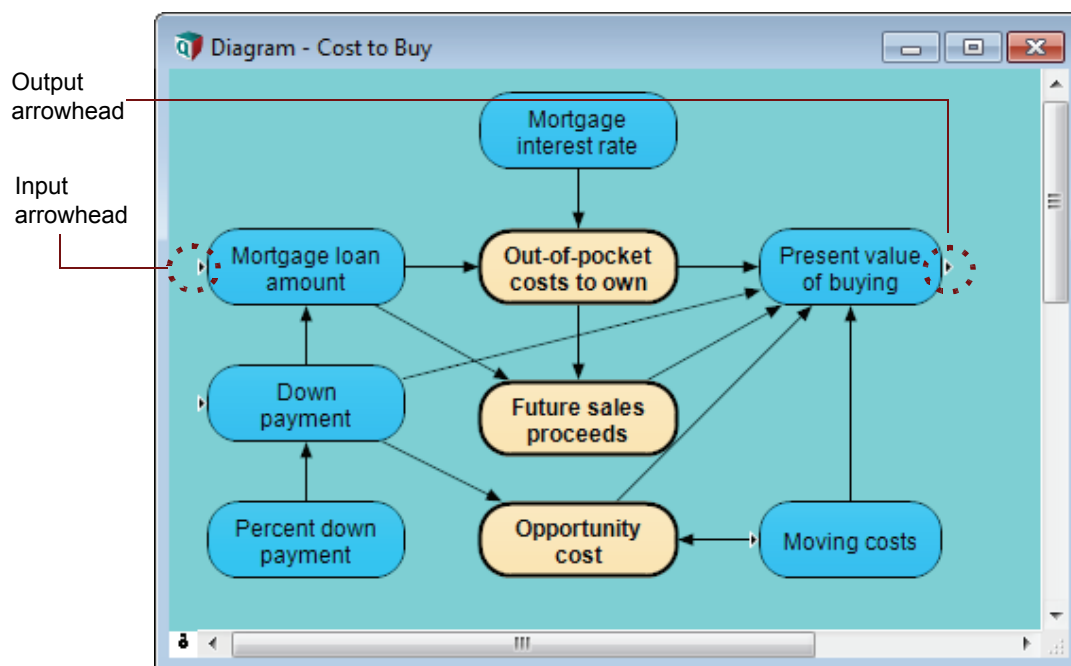 Diagram - Cost to Buy
Output
arrowhead
Input
arrowhead
Mortgage
interest rate
Mortgage loan
amount
Out-of-pocket
costs to own
Present value
of buying
Down
payment
Future sales
proceeds
Percent down
payment
Opportunity
cost
Moving costs